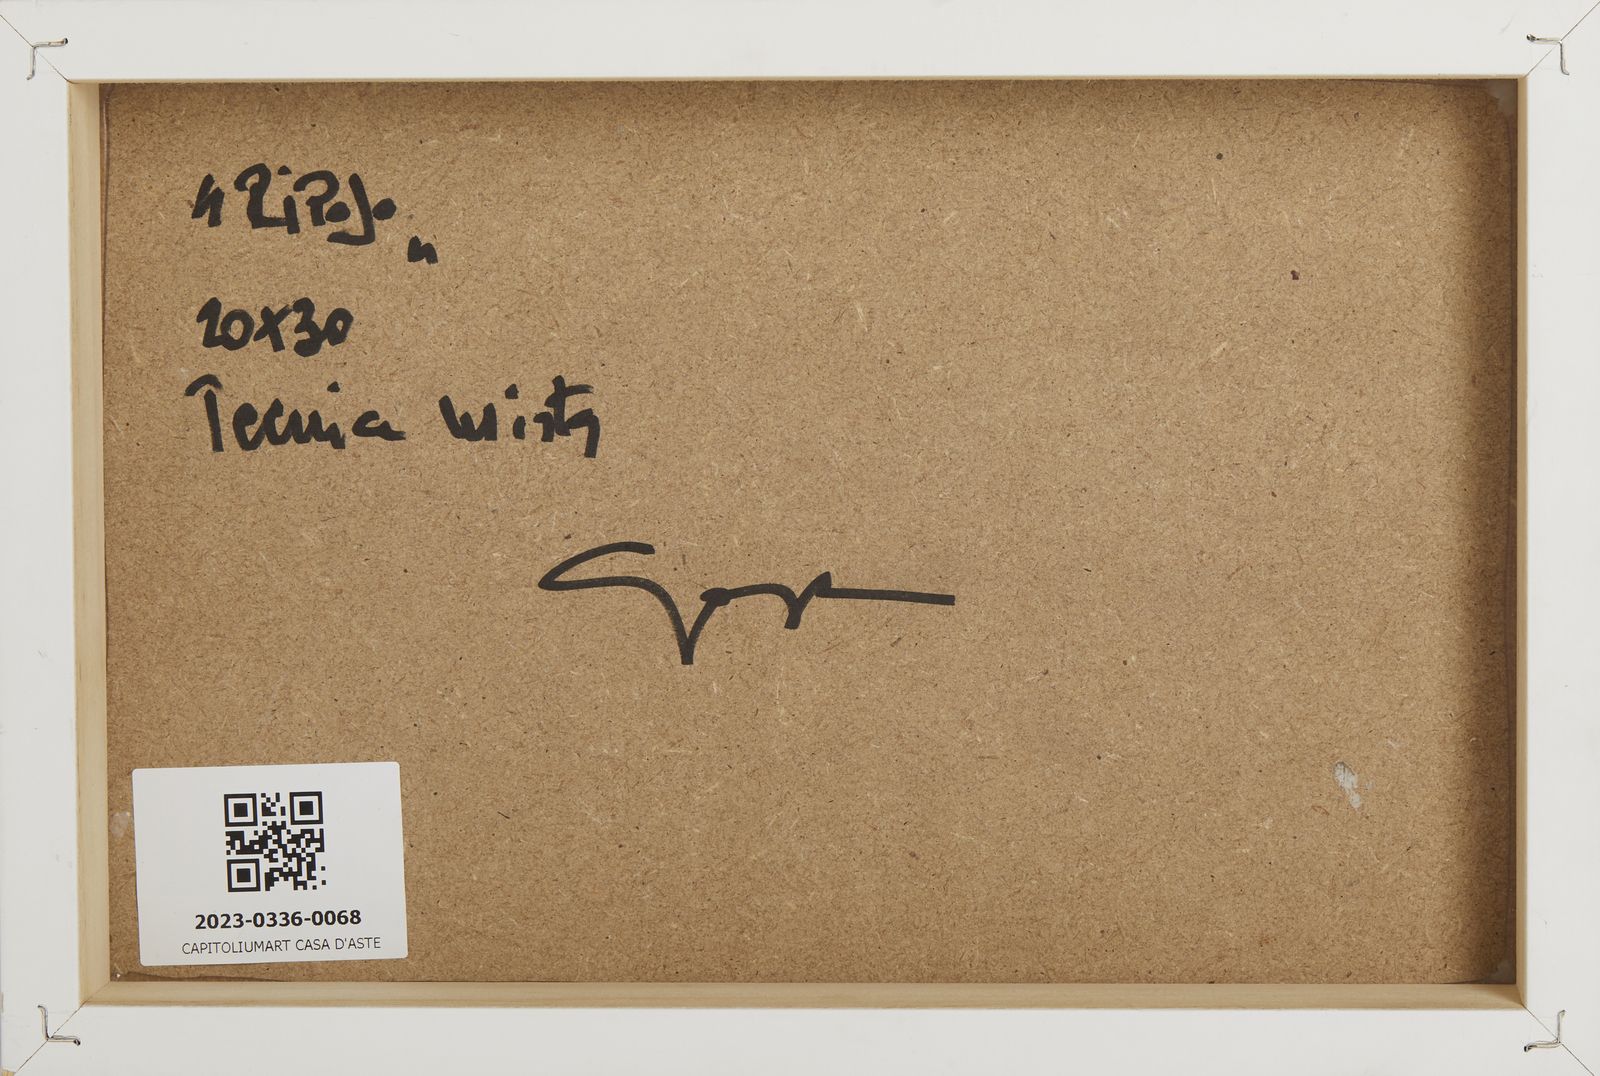 "RiPoso"
20x30
Tecnica mista
2023-0336-0068
CAPITOLIUMART CASA D'ASTE